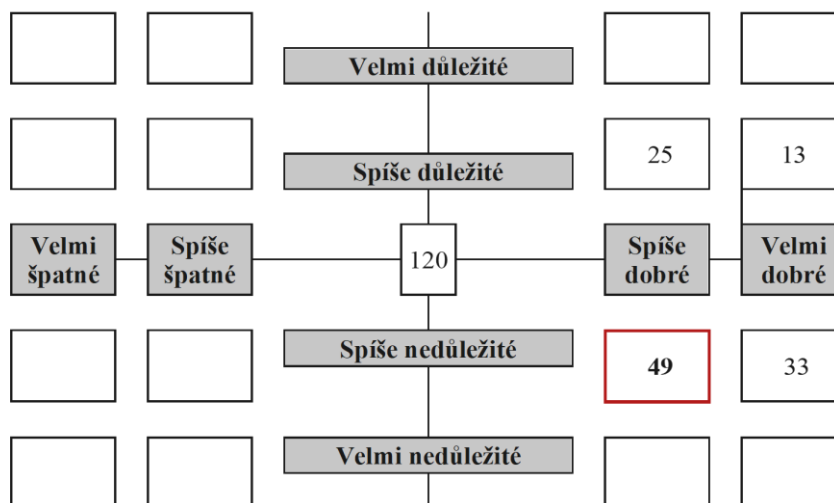 Velmi důležité
Spíše důležité
25
13
Velmi
špatné
Spíše
špatné
120
Spíše
dobré
Velmi
dobré
Spíše nedůležité
49
33
Velmi nedůležité